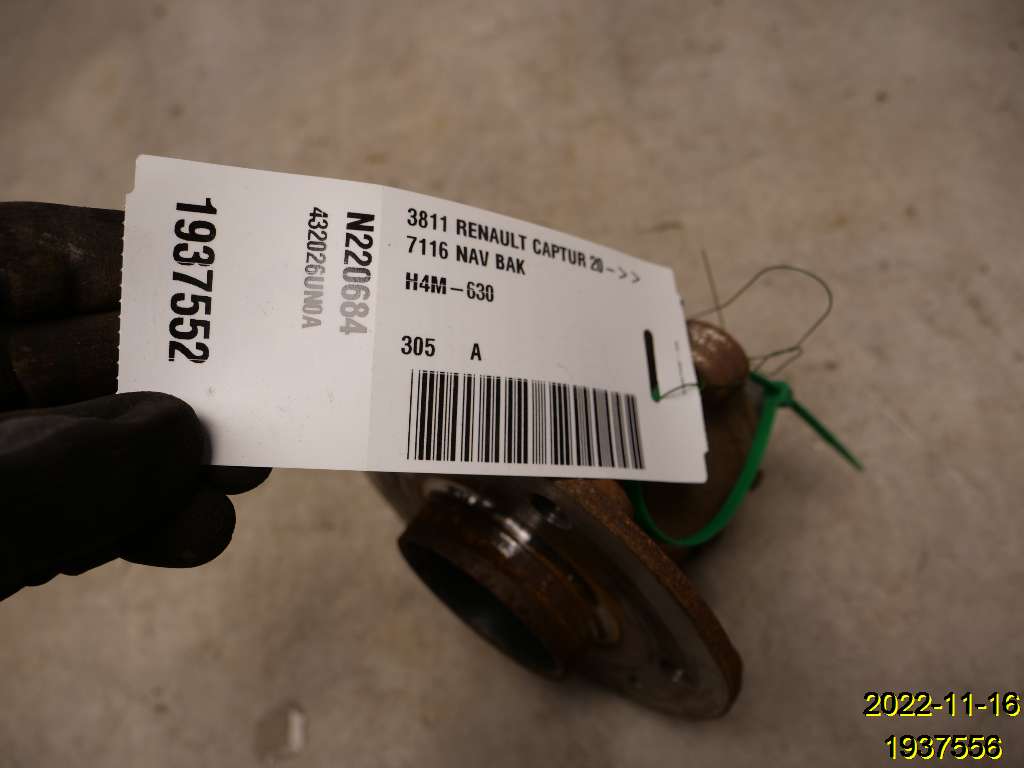 1937552
N220684
432026UN0A
3811 RENAULT CAPTUR 20->>
7116 NAV BAK
H4M-630
305 A
2022-11-16
1937556